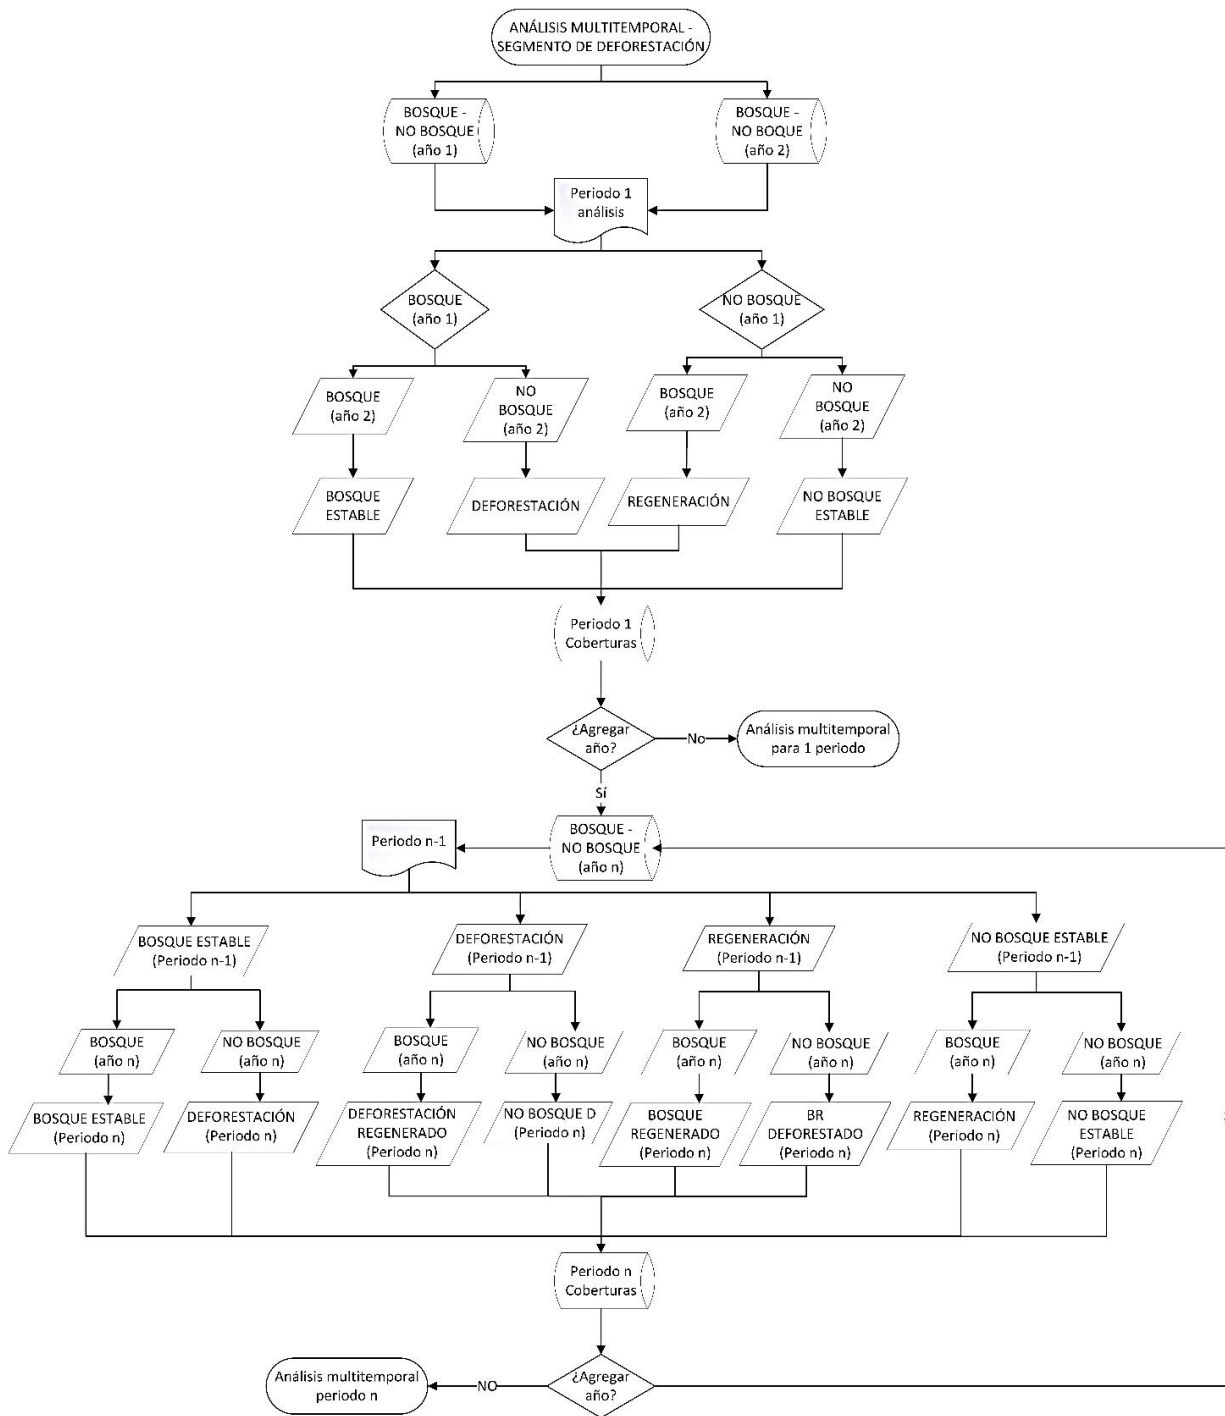 ANÁLISIS MULTITEMPORAL -
SEGMENTO DE DEFORESTACIÓN
BOSQUE -
NO BOSQUE
(año 1)
BOSQUE -
NO BOQUE
(año 2)
Periodo 1
análisis
BOSQUE
(año 1)
NO BOSQUE
(año 1)
BOSQUE
(año 2)
NO
BOSQUE
(año 2)
BOSQUE
(año 2)
NO
BOSQUE
(año 2)
BOSQUE
ESTABLE
DEFORESTACIÓN
REGENERACIÓN
NO BOSQUE
ESTABLE
Periodo 1
Coberturas
¿Agregar
año?
No
Análisis multitemporal
para 1 periodo
Sí
Periodo n-1
BOSQUE -
NO BOSQUE
(año n)
BOSQUE ESTABLE
(Periodo n-1)
DEFORESTACIÓN
(Periodo n-1)
REGENERACIÓN
(Periodo n-1)
NO BOSQUE ESTABLE
(Periodo n-1)
BOSQUE
(año n)
NO BOSQUE
(año n)
BOSQUE
(año n)
NO BOSQUE
(año n)
BOSQUE
(año n)
NO BOSQUE
(año n)
BOSQUE
(año n)
NO BOSQUE
(año n)
BOSQUE ESTABLE
(Periodo n)
DEFORESTACIÓN
(Periodo n)
DEFORESTACIÓN
REGENERADO
(Periodo n)
NO BOSQUE D
(Periodo n)
BOSQUE
REGENERADO
(Periodo n)
BR
DEFORESTADO
(Periodo n)
REGENERACIÓN
(Periodo n)
NO BOSQUE
ESTABLE
(Periodo n)
Periodo n
Coberturas
Análisis multitemporal
periodo n
NO
¿Agregar
año?